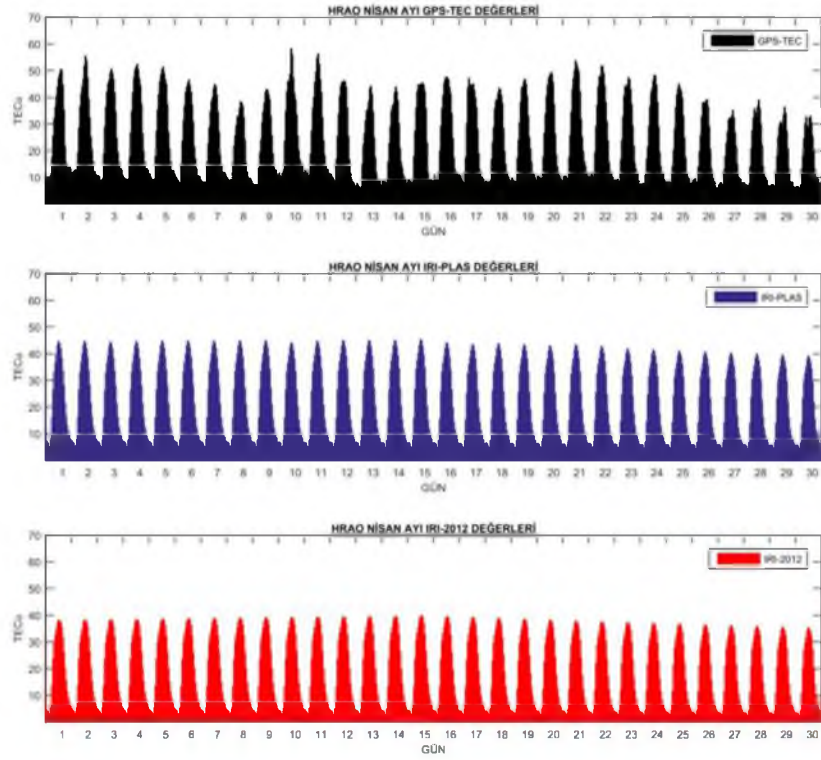 HRAO NİSAN AYI GPS-TEC DEĞERLERİ
70
60
50
40
30
20
10
TECu
GPS-TEC
1 2 3 4 5 6 7 8 9 10 11 12 13 14 15 16 17 18 19 20 21 22 23 24 25 26 27 28 29 30
GÜN
HRAO NİSAN AYI IRI-PLAS DEĞERLERİ
70
60
50
40
30
20
10
TECu
IRI-PLAS
1 2 3 4 5 6 7 8 9 10 11 12 13 14 15 16 17 18 19 20 21 22 23 24 25 26 27 28 29 30
GÜN
HRAO NİSAN AYI IRI-2012 DEĞERLERİ
70
60
50
40
30
20
10
TECu
IRI-2012
1 2 3 4 5 6 7 8 9 10 11 12 13 14 15 16 17 18 19 20 21 22 23 24 25 26 27 28 29 30
GÜN